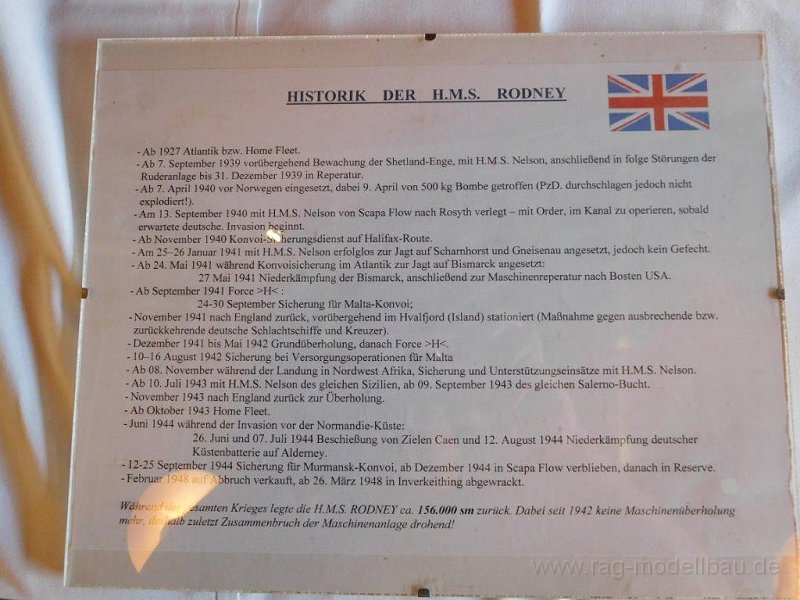 HISTORIK DER H.M.S. RODNEY
- Ab 1927 Atlantik bzw. Home Fleet.
- Ab 7. September 1939 vorübergehend Bewachung der Shetland-Enge, mit H.M.S. Nelson, anschließend in folge Störungen der
Ruderanlage bis 31. Dezember 1939 in Reperatur.
- Ab 7. April 1940 vor Norwegen eingesetzt, dabei 9. April von 500 kg Bombe getroffen (PzD. durchschlagen jedoch nicht
explodiert!).
- Am 13. September 1940 mit H.M.S. Nelson von Scapa Flow nach Rosyth verlegt – mit Order, im Kanal zu operieren, sobald
erwartete deutsche. Invasion beginnt.
- Ab November 1940 Konvoi-Sicherungsdienst auf Halifax-Route.
- Am 25–26 Januar 1941 mit H.M.S. Nelson erfolglos zur Jagt auf Scharnhorst und Gneisenau angesetzt, jedoch kein Gefecht.
- Ab 24. Mai 1941 während Konvoisicherung im Atlantik zur Jagt auf Bismarck angesetzt:
27 Mai 1941 Niederkämpfung der Bismarck, anschließend zur Maschinenreperatur nach Bosten USA.
- Ab September 1941 Force >H< :
24-30 September Sicherung für Malta-Konvoi;
- November 1941 nach England zurück, vorübergehend im Hvalfjord (Island) stationiert (Maßnahme gegen ausbrechende bzw.
zurückkehrende deutsche Schlachtschiffe und Kreuzer).
- Dezember 1941 bis Mai 1942 Grundüberholung, danach Force >H<.
- 10–16 August 1942 Sicherung bei Versorgungsoperationen für Malta
- Ab 08. November während der Landung in Nordwest Afrika, Sicherung und Unterstützungseinsätze mit H.M.S. Nelson.
- Ab 10. Juli 1943 mit H.M.S. Nelson des gleichen Sizilien, ab 09. September 1943 des gleichen Salerno-Bucht.
- November 1943 nach England zurück zur Überholung.
- Ab Oktober 1943 Home Fleet.
- Juni 1944 während der Invasion vor der Normandie-Küste:
26. Juni und 07. Juli 1944 Beschießung von Zielen Caen und 12. August 1944 Niederkämpfung deutscher
Küstenbatterie auf Alderney.
- 12-25 September 1944 Sicherung für Murmansk-Konvoi, ab Dezember 1944 in Scapa Flow verblieben, danach in Reserve.
- Februar 1948 auf Abbruch verkauft, ab 26. März 1948 in Inverkeithing abgewrackt.
Während des gesamten Krieges legte die H.M.S. RODNEY ca. 156.000 sm zurück. Dabei seit 1942 keine Maschinenüberholung
mehr, deshalb zuletzt Zusammenbruch der Maschinenanlage drohend!
www.rag-modellbau.de